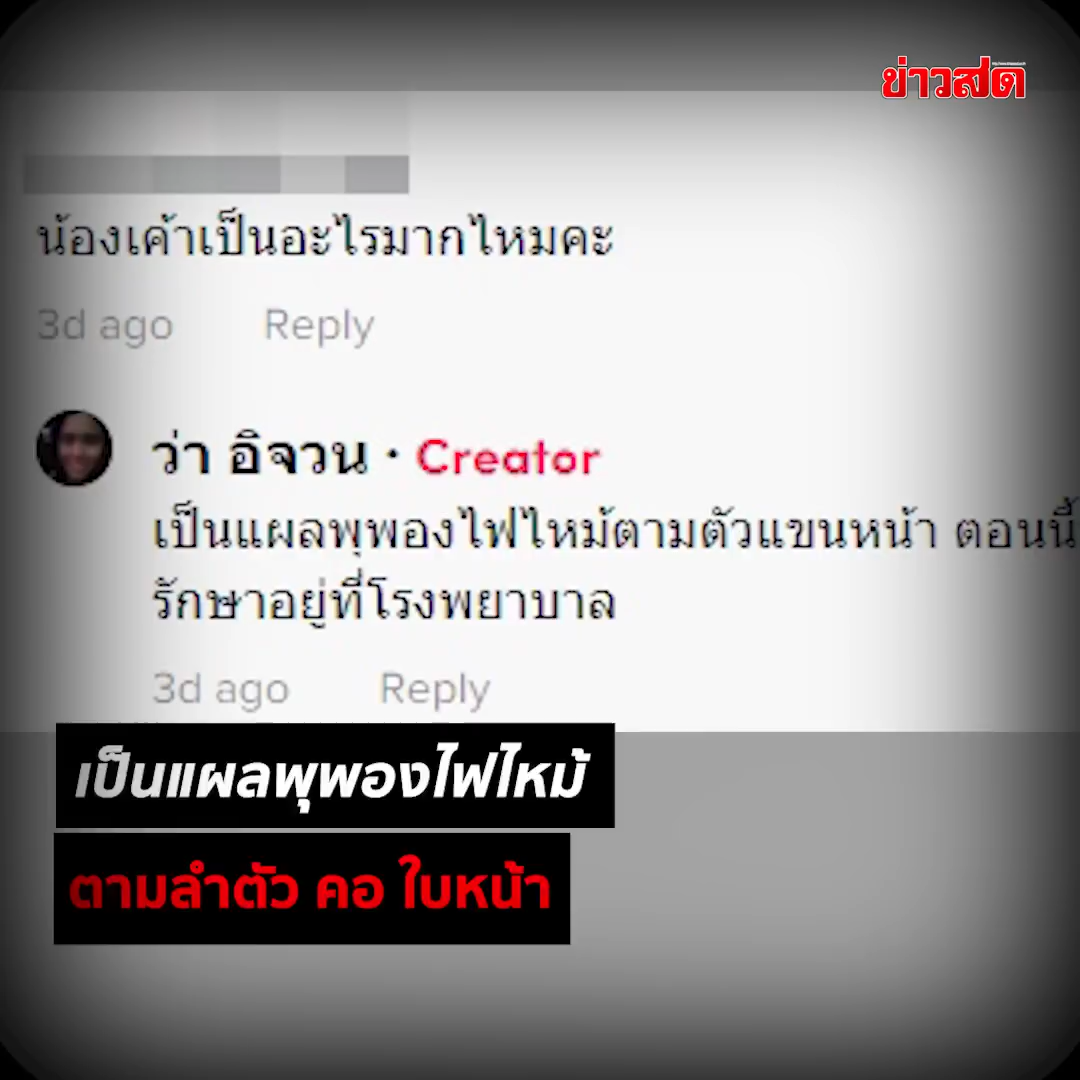 ข่าวสด
น้องเค้าเป็นอะไรมากไหมคะ
3d ago Reply
ว่า อิจวน · Creator
เป็นแผลพุพองไฟไหม้ตามตัวแขนหน้า ตอนนี้
รักษาอยู่ที่โรงพยาบาล
3d ago Reply
เป็นแผลพุพองไฟไหม้
ตามลำตัว คอ ใบหน้า